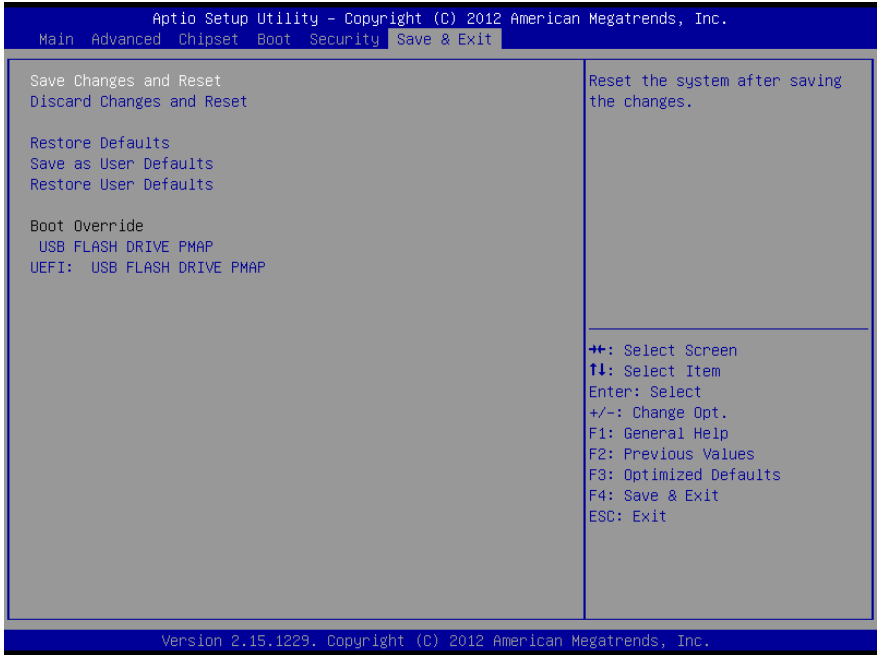 Aptio Setup Utility – Copyright (C) 2012 American Megatrends, Inc.
Main Advanced Chipset Boot Security Save & Exit
Save Changes and Reset
Discard Changes and Reset
Restore Defaults
Save as User Defaults
Restore User Defaults
Boot Override
USB FLASH DRIVE PMAP
UEFI: USB FLASH DRIVE PMAP
Reset the system after saving
the changes.
→←: Select Screen
↑↓: Select Item
Enter: Select
+/-: Change Opt.
F1: General Help
F2: Previous Values
F3: Optimized Defaults
F4: Save & Exit
ESC: Exit
Version 2.15.1229. Copyright (C) 2012 American Megatrends, Inc.